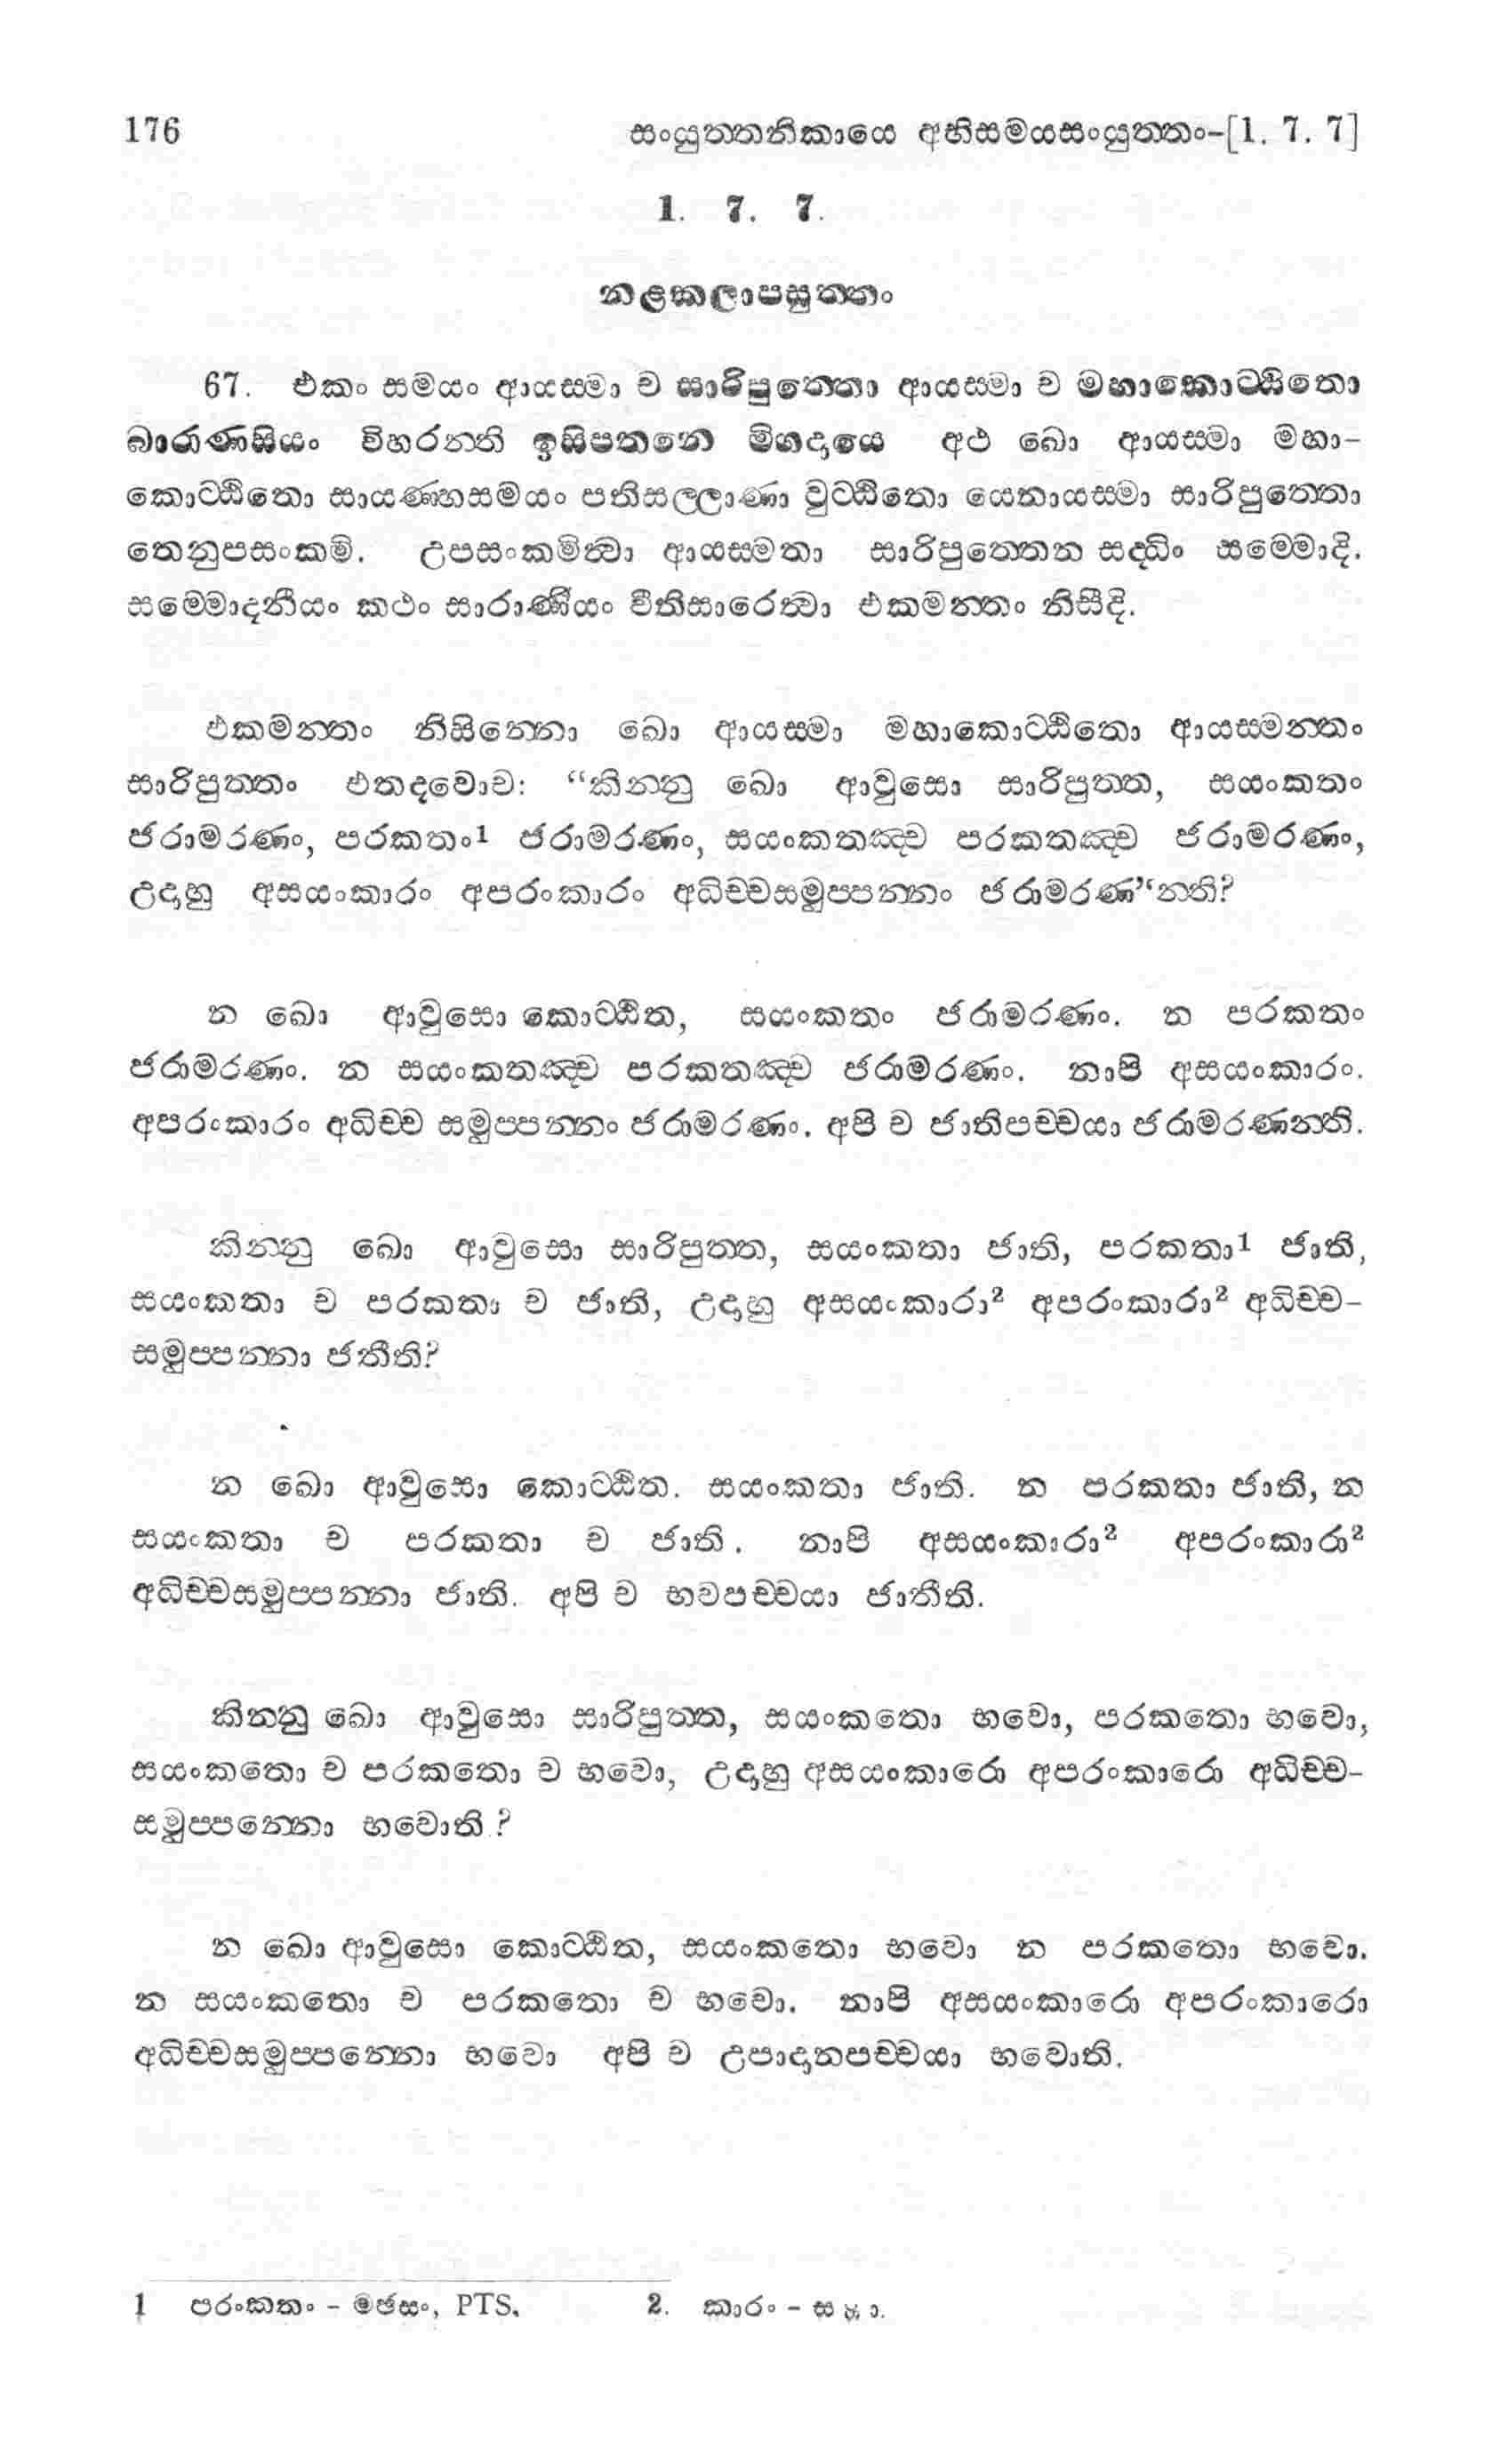 176 සංයුත්තනිකායෙ අභිසමයසංයුත්තං-[1. 7. 7]
1. 7. 7.
නළකලාපසුත්තං
67. එකං සමයං ආයස්මා ච සාරිපුත්තො ආයස්මා ච මහාකොට්ඨිතො
බාරාණසියං විහරන්ති ඉසිපතනෙ මිගදායෙ අථ ඛො ආයස්මා මහා-
කොට්ඨිතො සායණ්හසමයං පතිසල්ලාණා වුට්ඨිතො යෙනායස්මා සාරිපුත්තො
තෙනුපසංකමි. උපසංකමිත්වා ආයස්මතා සාරිපුත්තෙන සද්ධිං සම්මොදි.
සම්මොදනීයං කථං සාරාණීයං වීතිසාරෙත්වා එකමන්තං නිසීදි.
එකමන්තං නිසින්නො ඛො ආයස්මා මහාකොට්ඨිතො ආයස්මන්තං
සාරිපුත්තං එතදවොච: “කින්නු ඛො ආවුසො සාරිපුත්ත, සයංකතං
ජරාමරණං, පරකතං¹ ජරාමරණං, සයංකතඤ්ච පරකතඤ්ච ජරාමරණං,
උදාහු අසයංකාරං අපරංකාරං අධිච්චසමුප්පන්නං ජරාමරණ”න්ති?
න ඛො ආවුසො කොට්ඨිත, සයංකතං ජරාමරණං. න පරකතං
ජරාමරණං. න සයංකතඤ්ච පරකතඤ්ච ජරාමරණං. නාපි අසයංකාරං.
අපරංකාරං අධිච්ච සමුප්පන්නං ජරාමරණං. අපි ච ජාතිපච්චයා ජරාමරණන්ති.
කින්නු ඛො ආවුසො සාරිපුත්ත, සයංකතා ජාති, පරකතා¹ ජාති,
සයංකතා ච පරකතා ච ජාති, උදාහු අසයංකාරා² අපරංකාරා² අධිච්ච-
සමුප්පන්නා ජතීති?
න ඛො ආවුසො කොට්ඨිත. සයංකතා ජාති. න පරකතා ජාති, න
සයංකතා ච පරකතා ච ජාති. නාපි අසයංකාරා² අපරංකාරා²
අධිච්චසමුප්පන්නා ජාති. අපි ච භවපච්චයා ජාතීති.
කින්නු ඛො ආවුසො සාරිපුත්ත, සයංකතො භවො, පරකතො භවො,
සයංකතො ච පරකතො ච භවො, උදාහු අසයංකාරො අපරංකාරො අධිච්ච-
සමුප්පන්නො භවොති?
න ඛො ආවුසො කොට්ඨිත, සයංකතො භවො න පරකතො භවො.
න සයංකතො ච පරකතො ච භවො. නාපි අසයංකාරො අපරංකාරො
අධිච්චසමුප්පන්නො භවො අපි ච උපාදානපච්චයා භවොති.
1 පරංකතං - මඡසං, PTS. 2. කාරං -